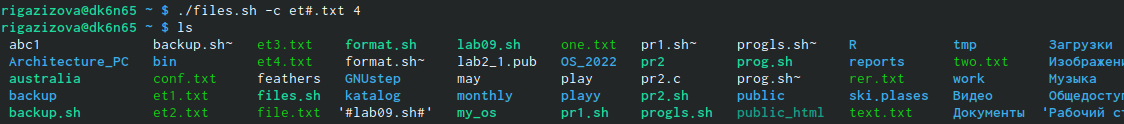 rigazizova@dk6n65 ~ $ ./files.sh -c et#.txt 4
rigazizova@dk6n65 ~ $ ls
abc1 backup.sh~ et3.txt format.sh lab09.sh one.txt pr1.sh~ progls.sh~ R tmp Загрузки
Architecture_PC bin et4.txt format.sh~ lab2_1.pub OS_2022 pr2 prog.sh reports two.txt Изображени
australia conf.txt feathers GNUstep may play pr2.c prog.sh~ rer.txt work Музыка
backup et1.txt files.sh katalog monthly playy pr2.sh public ski.plases Видео Общедоступ
backup.sh et2.txt file.txt '#lab09.sh#' my_os pr1.sh progls.sh public_html text.txt Документы 'Рабочий ст